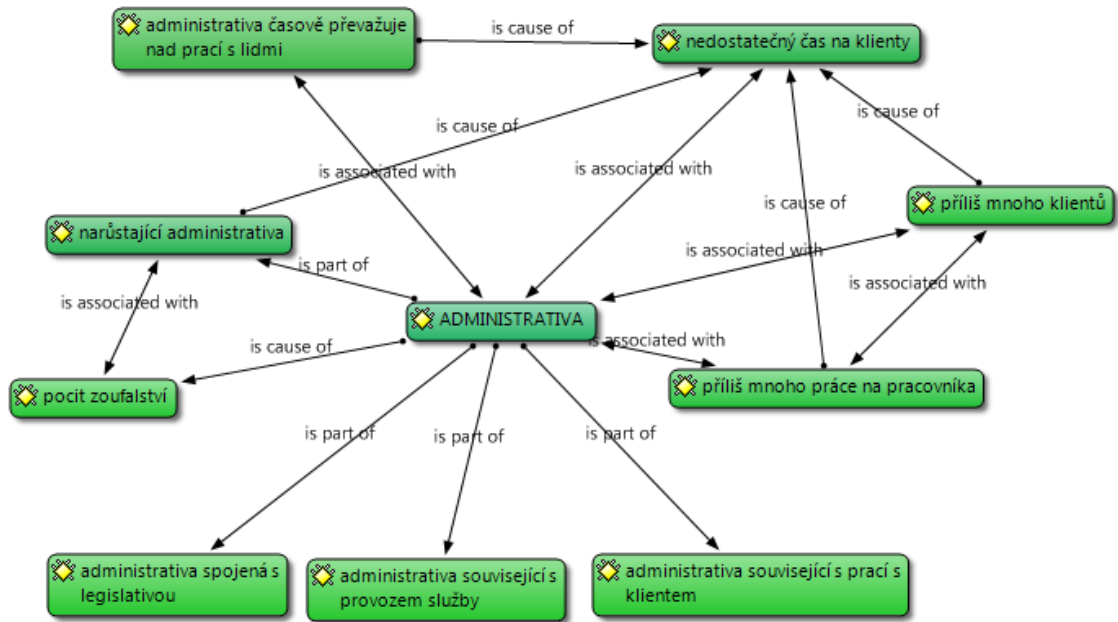 administrativa časově převažuje
nad prací s lidmi
is cause of
nedostatečný čas na klienty
is cause of
is cause of
is associated with
is associated with
příliš mnoho klientů
is cause of
narůstající administrativa
is associated with
is part of
is associated with
is associated with
ADMINISTRATIVA
is cause of
is associated with
pocit zoufalství
příliš mnoho práce na pracovníka
is part of
is part of
is part of
administrativa spojená s
legislativou
administrativa související s
provozem služby
administrativa související s prací s
klientem